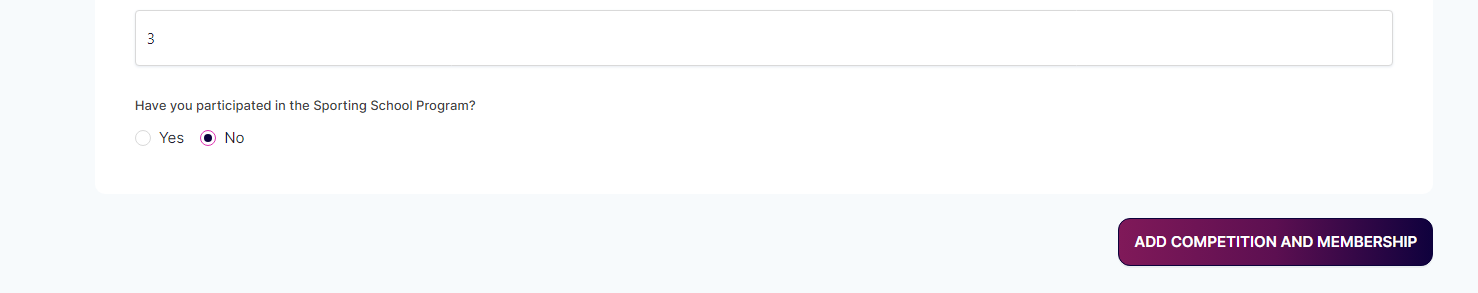 3
Have you participated in the Sporting School Program?
Yes No
ADD COMPETITION AND MEMBERSHIP